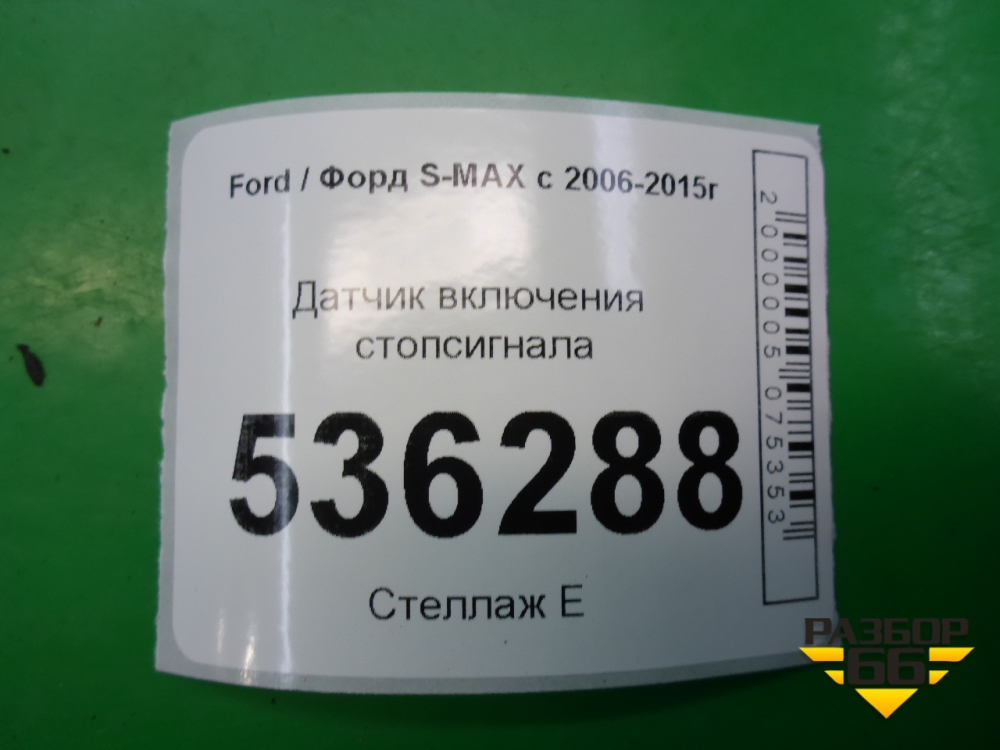 Ford / Форд S-MAX с 2006-2015г
Датчик включения
стопсигнала
536288
Стеллаж Е
2000005075353
РАЗБОР
66